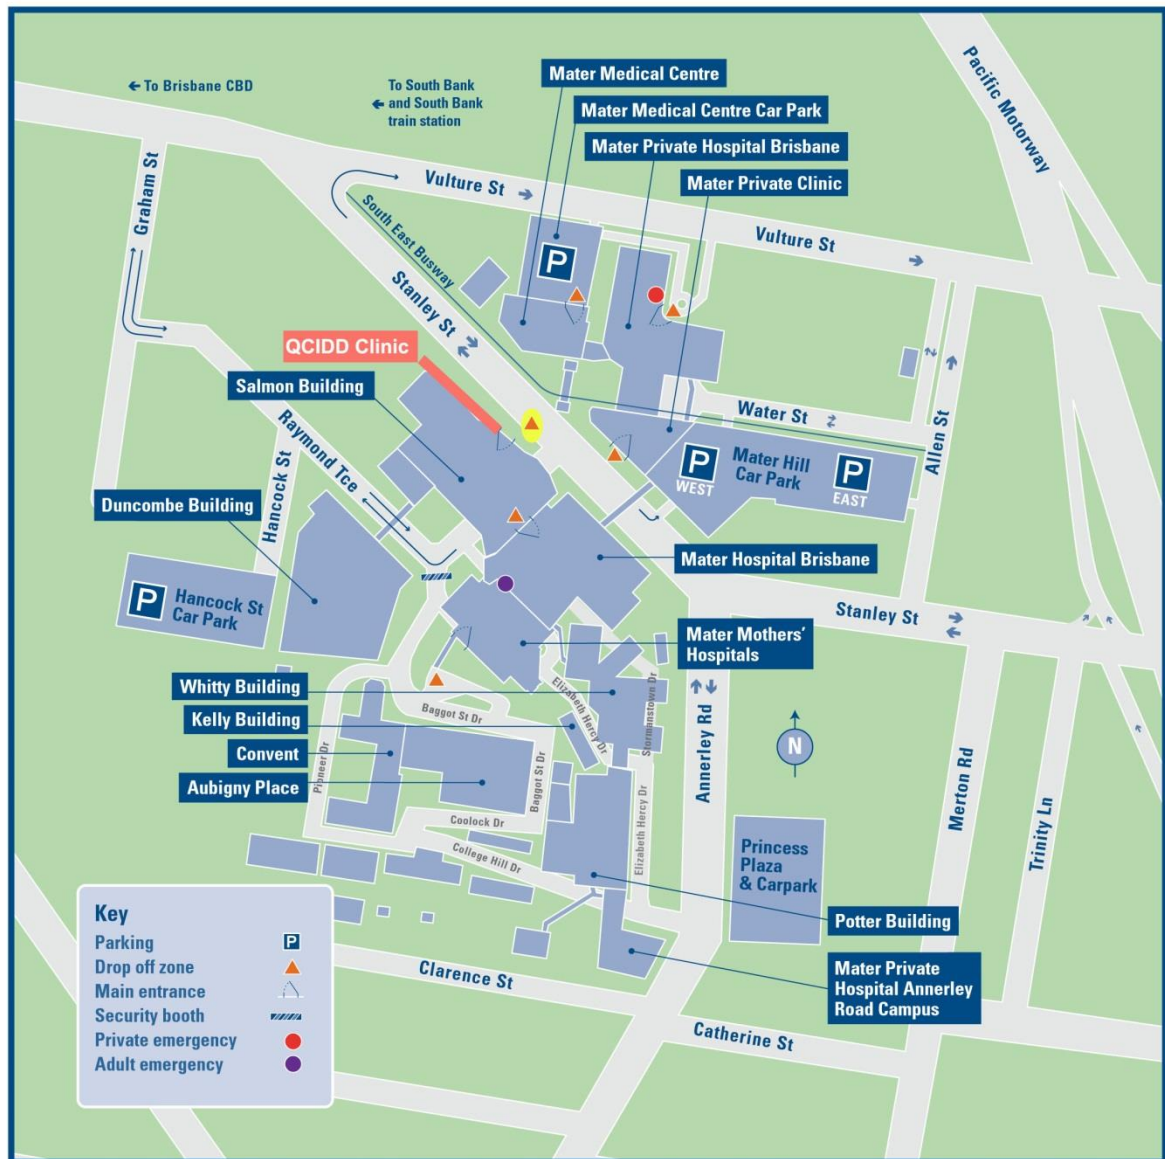 ← To Brisbane CBD
To South Bank
← and South Bank
train station
Mater Medical Centre
Mater Medical Centre Car Park
Mater Private Hospital Brisbane
Mater Private Clinic
Pacific Motorway
Graham St
Vulture St
Vulture St
South East Busway
Stanley St
P
QCIDD Clinic
Salmon Building
Raymond Tce
Hancock St
Duncombe Building
P
Hancock St
Car Park
Water St
Allen St
P
WEST
Mater Hill
Car Park
P
EAST
Mater Hospital Brisbane
Stanley St
Mater Mothers'
Hospitals
Whitty Building
Kelly Building
Convent
Aubigny Place
Pioneer Dr
Baggot St Dr
Baggot St Dr
Coolock Dr
College Hill Dr
Elizabeth Hercy Dr
Stormanstown Dr
Elizabeth Hercy Dr
Annerley Rd
N
Merton Rd
Trinity Ln
Princess
Plaza
& Carpark
Potter Building
Mater Private
Hospital Annerley
Road Campus
Clarence St
Catherine St
Key
Parking P
Drop off zone
Main entrance
Security booth
Private emergency
Adult emergency